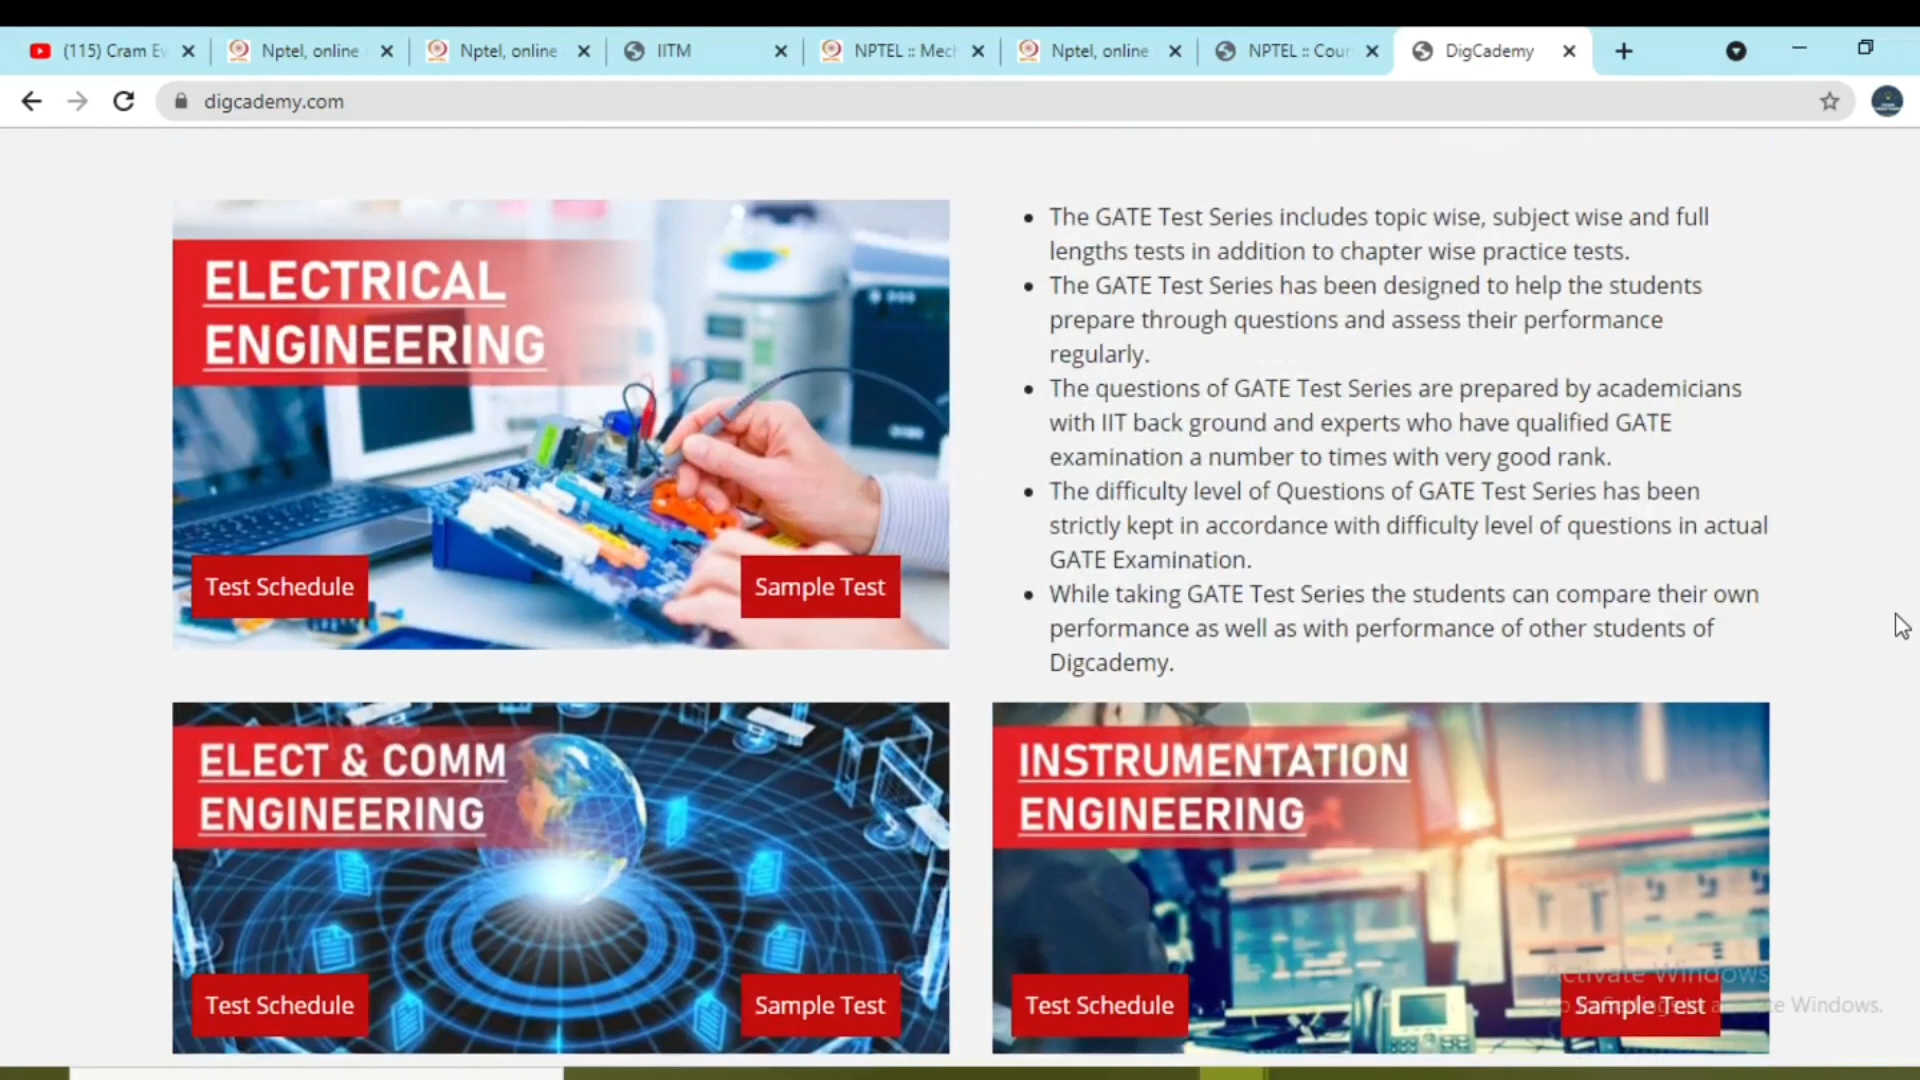 (115) Cram Ev
Nptel, online
Nptel, online
IITM
NPTEL :: Mech
Nptel, online
NPTEL :: Cour
DigCademy
digcademy.com
ELECTRICAL
ENGINEERING
Test Schedule
Sample Test
The GATE Test Series includes topic wise, subject wise and full
lengths tests in addition to chapter wise practice tests.
The GATE Test Series has been designed to help the students
prepare through questions and assess their performance
regularly.
The questions of GATE Test Series are prepared by academicians
with IIT back ground and experts who have qualified GATE
examination a number to times with very good rank.
The difficulty level of Questions of GATE Test Series has been
strictly kept in accordance with difficulty level of questions in actual
GATE Examination.
While taking GATE Test Series the students can compare their own
performance as well as with performance of other students of
Digcademy.
ELECT & COMM
ENGINEERING
Test Schedule
Sample Test
INSTRUMENTATION
ENGINEERING
Test Schedule
Sample Test
Activate Windows
Windows.